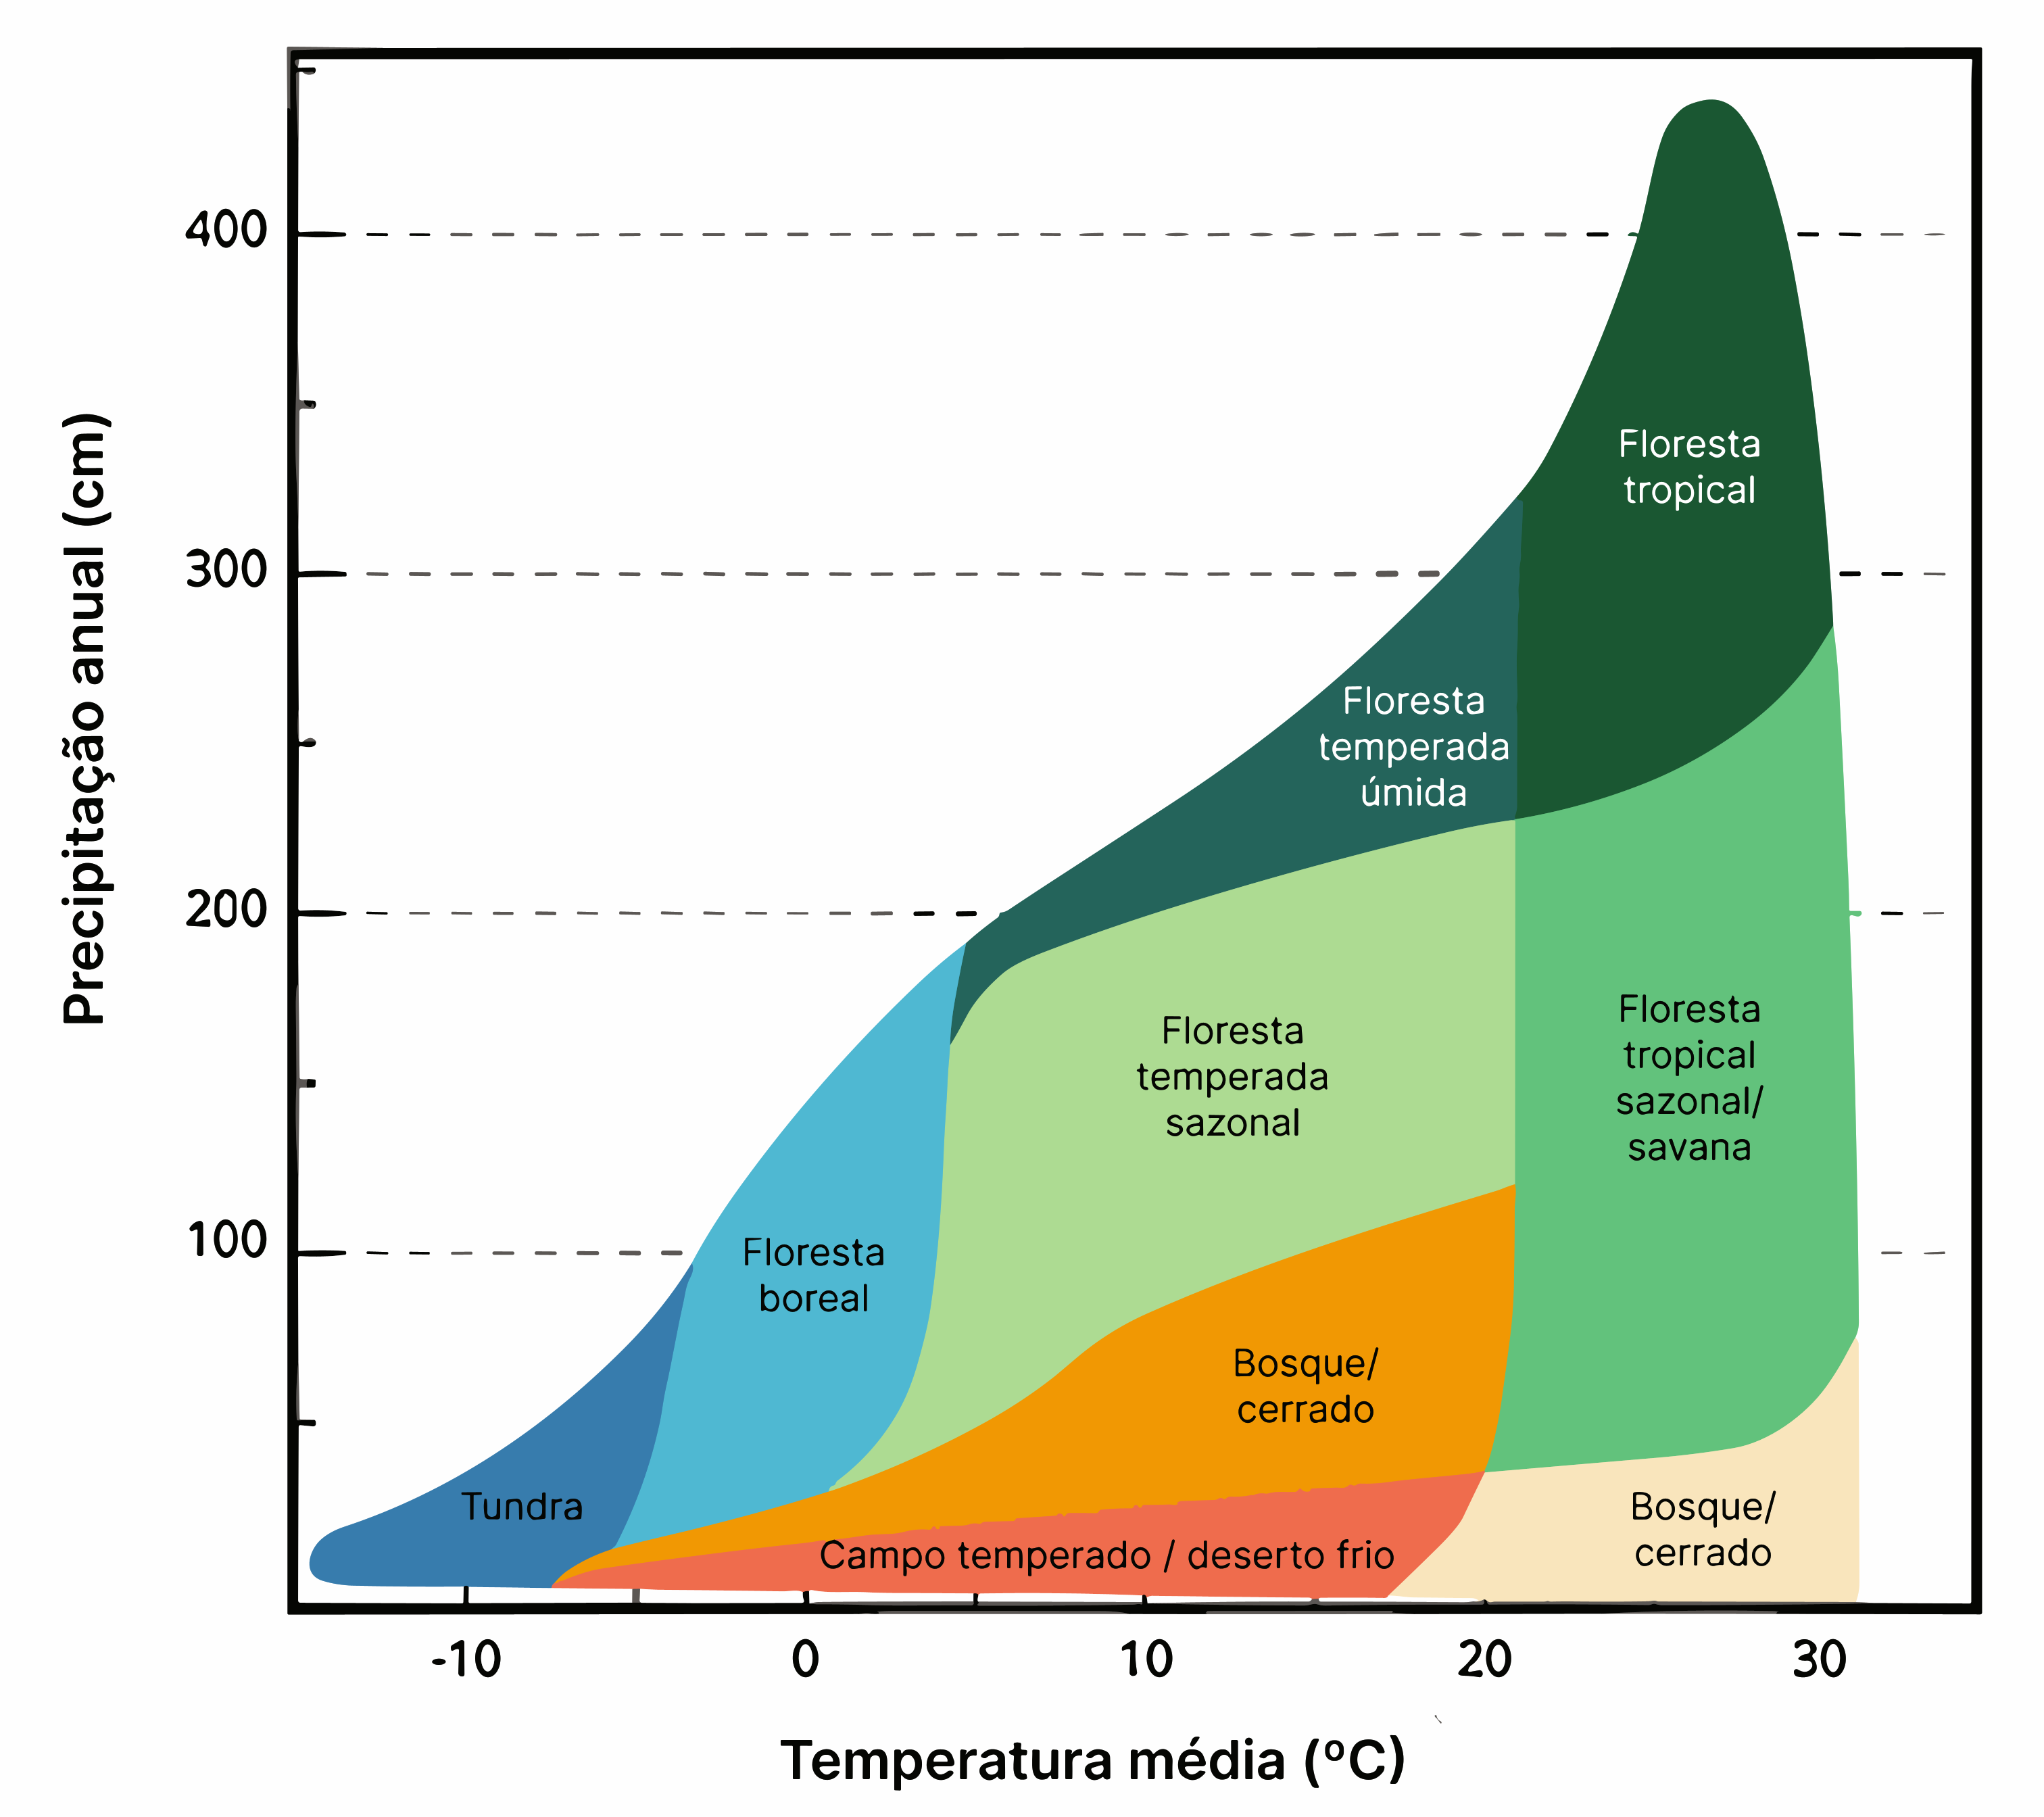 Precipitação anual (cm)
400
300
200
100
Floresta
tropical
Floresta
temperada
úmida
Floresta
temperada
sazonal
Floresta
tropical
sazonal/
savana
Floresta
boreal
Bosque/
cerrado
Tundra
Campo temperado / deserto frio
Bosque/
cerrado
-10 0 10 20 30
Temperatura média (ºC)